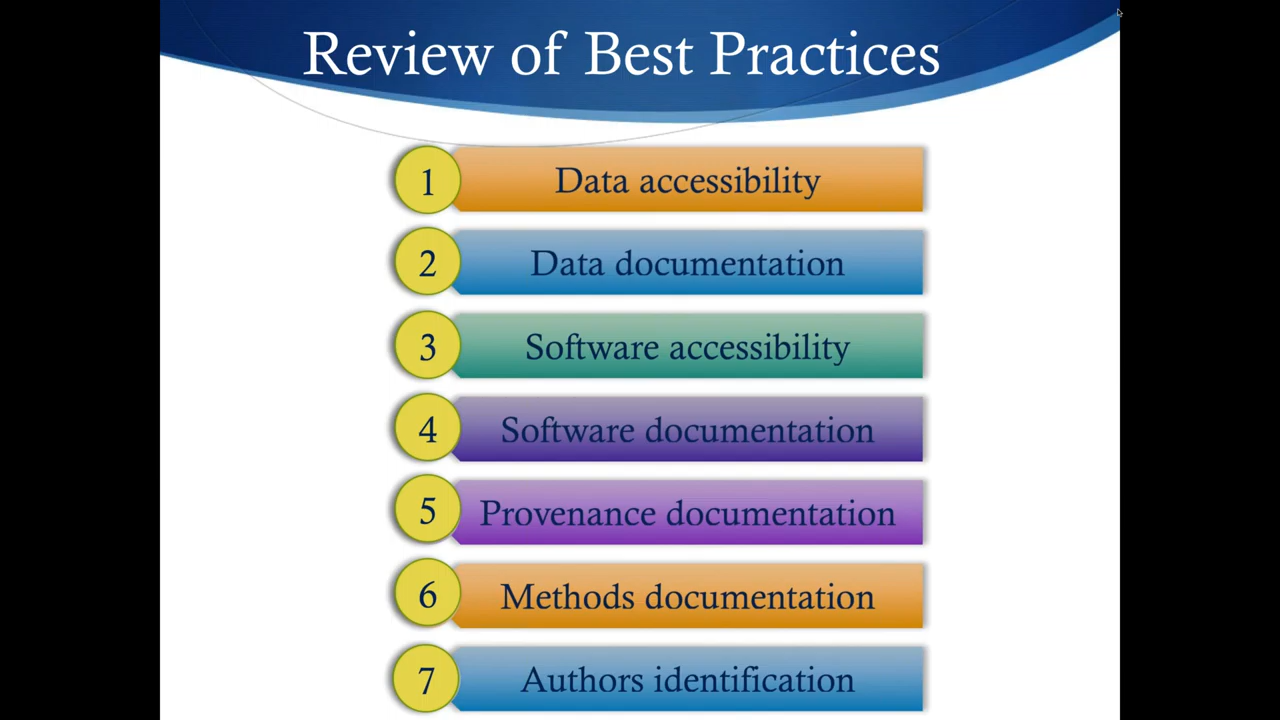 Review of Best Practices
1 Data accessibility
2 Data documentation
3 Software accessibility
4 Software documentation
5 Provenance documentation
6 Methods documentation
7 Authors identification